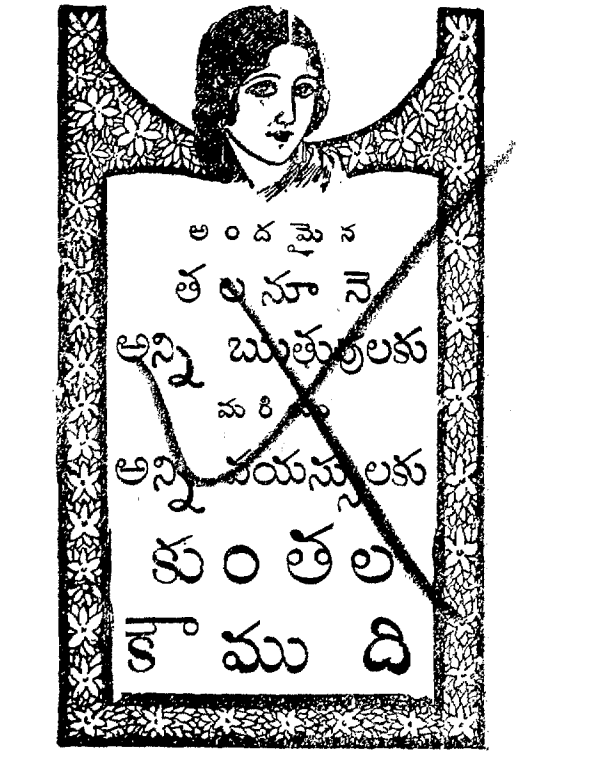 అందమైన
తలనూనె
అన్ని ఋతువులకు
మరియు
అన్ని వయస్సులకు
కుంతల
కౌముది